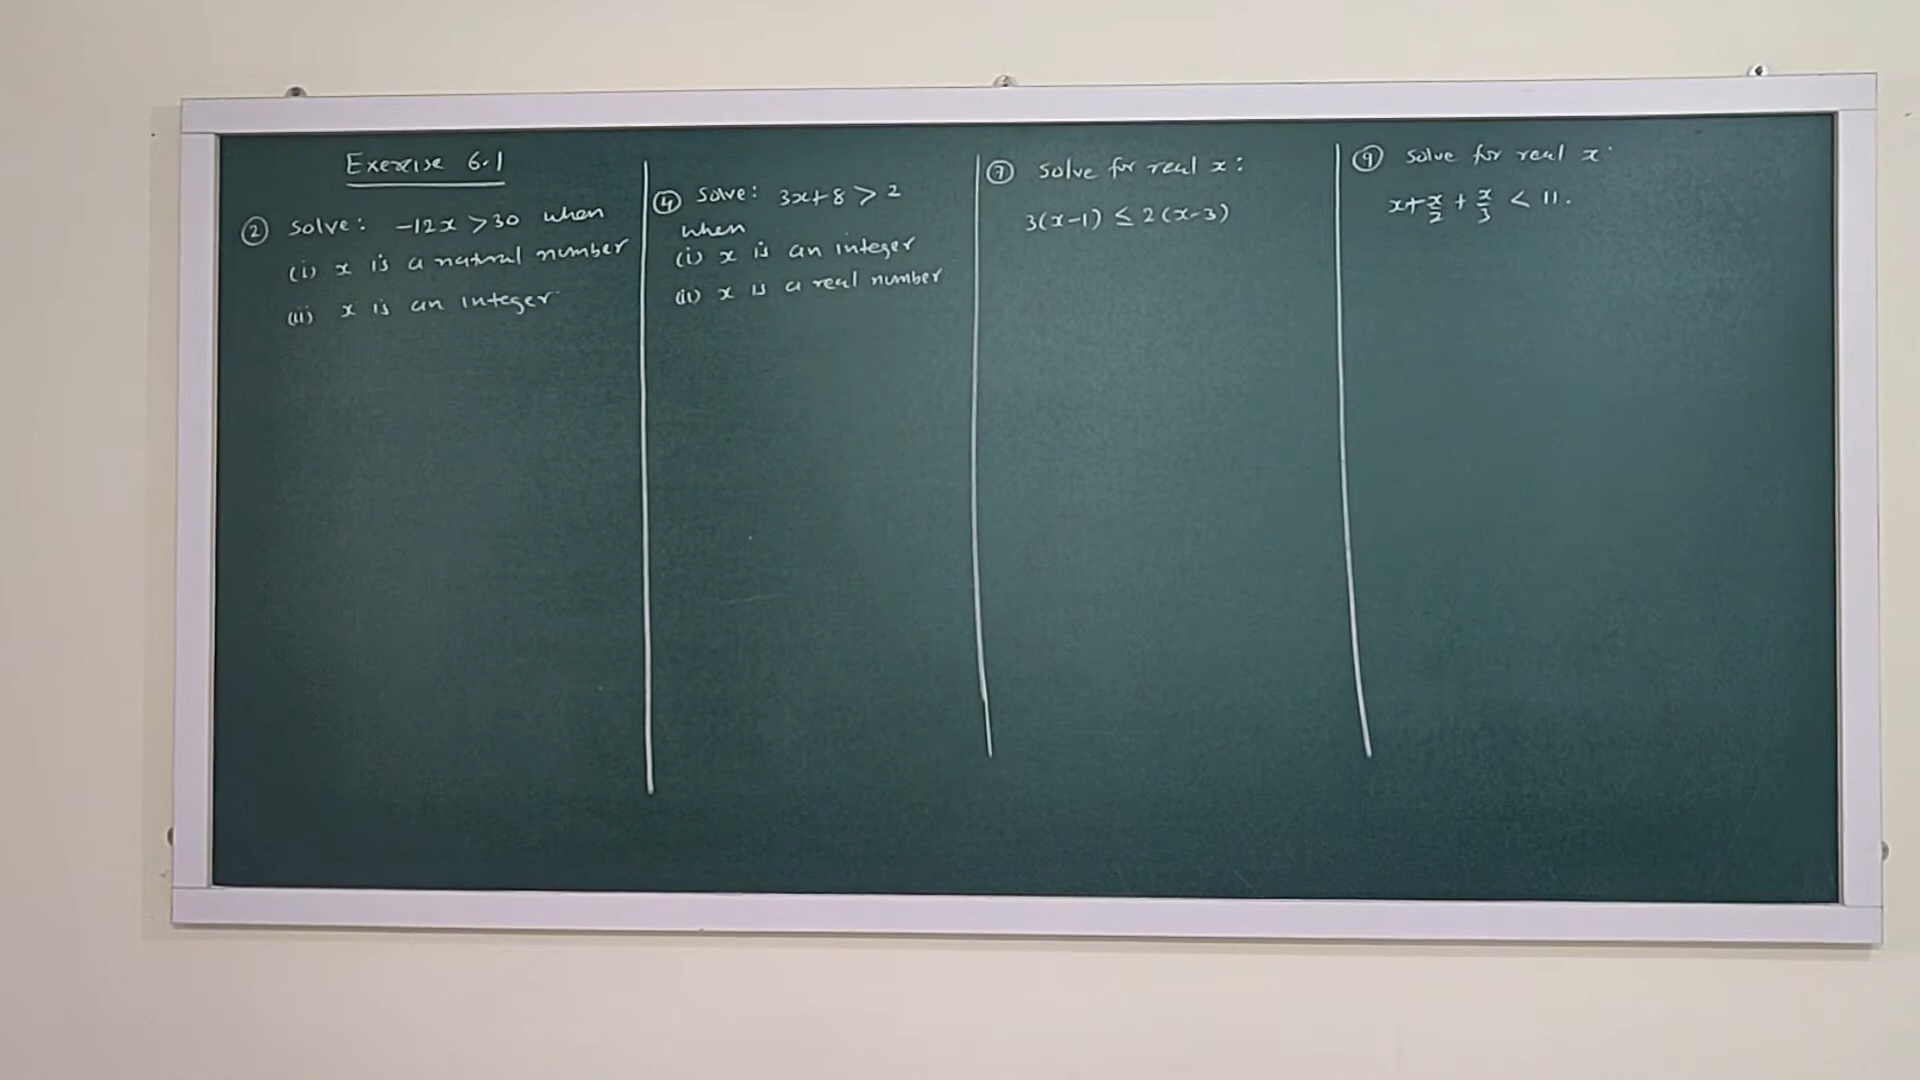 Exercise 6.1
② Solve: -12x > 30 when
(i) x is a natural number
(ii) x is an integer
④ Solve: 3x+8 > 2
when
(i) x is an integer
(ii) x is a real number
⑦ Solve for real x:
3(x-1) ≤ 2(x-3)
⑨ Solve for real x.
x+x/2 + x/3 < 11.